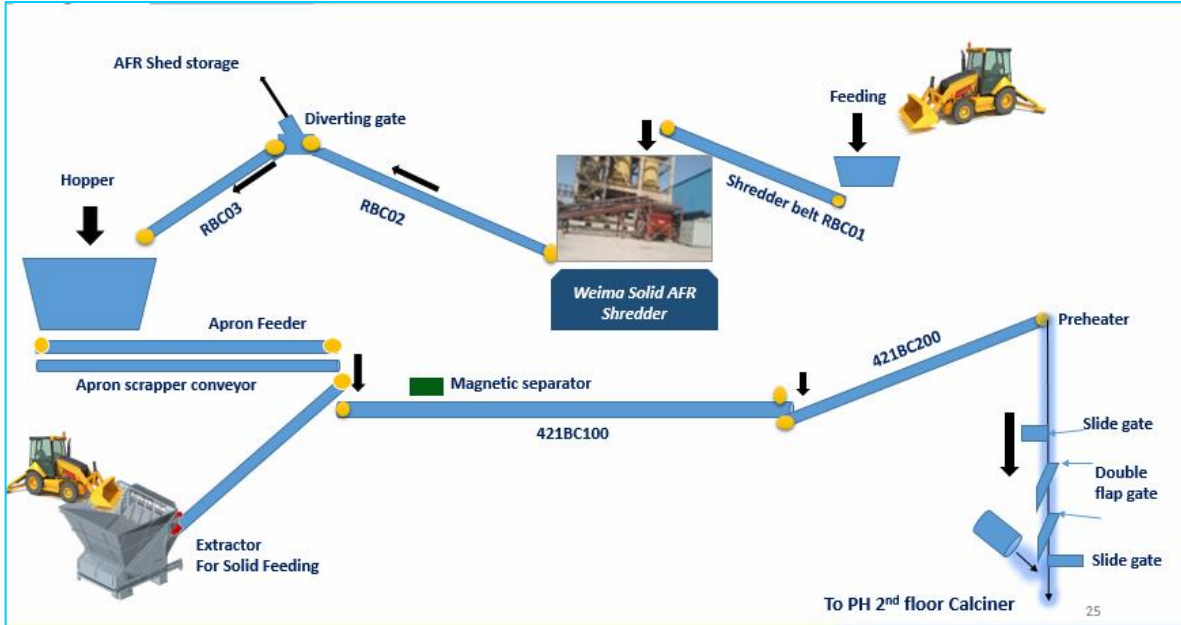 AFR Shed storage
Diverting gate
Feeding
Hopper
RBC03
RBC02
Shredder belt RBC01
Weima Solid AFR
Shredder
Apron Feeder
Apron scrapper conveyor
Magnetic separator
421BC100
421BC200
Preheater
Slide gate
Double
flap gate
Slide gate
Extractor
For Solid Feeding
To PH 2nd floor Calciner
25